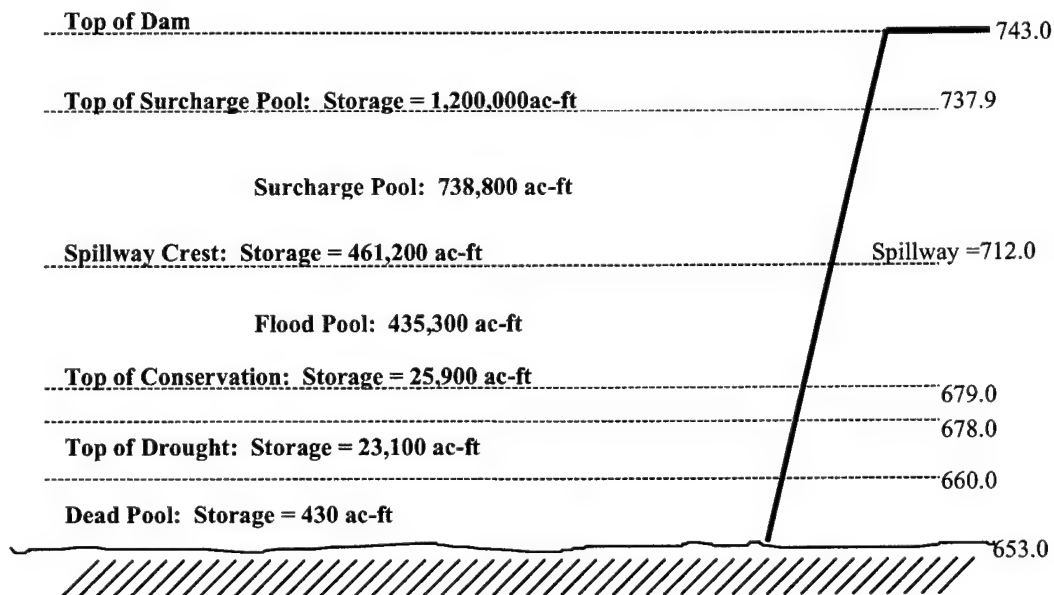 Top of Dam 743.0
Top of Surcharge Pool: Storage = 1,200,000ac-ft 737.9
Surcharge Pool: 738,800 ac-ft
Spillway Crest: Storage = 461,200 ac-ft Spillway =712.0
Flood Pool: 435,300 ac-ft
Top of Conservation: Storage = 25,900 ac-ft
679.0
678.0
Top of Drought: Storage = 23,100 ac-ft
660.0
Dead Pool: Storage = 430 ac-ft
653.0